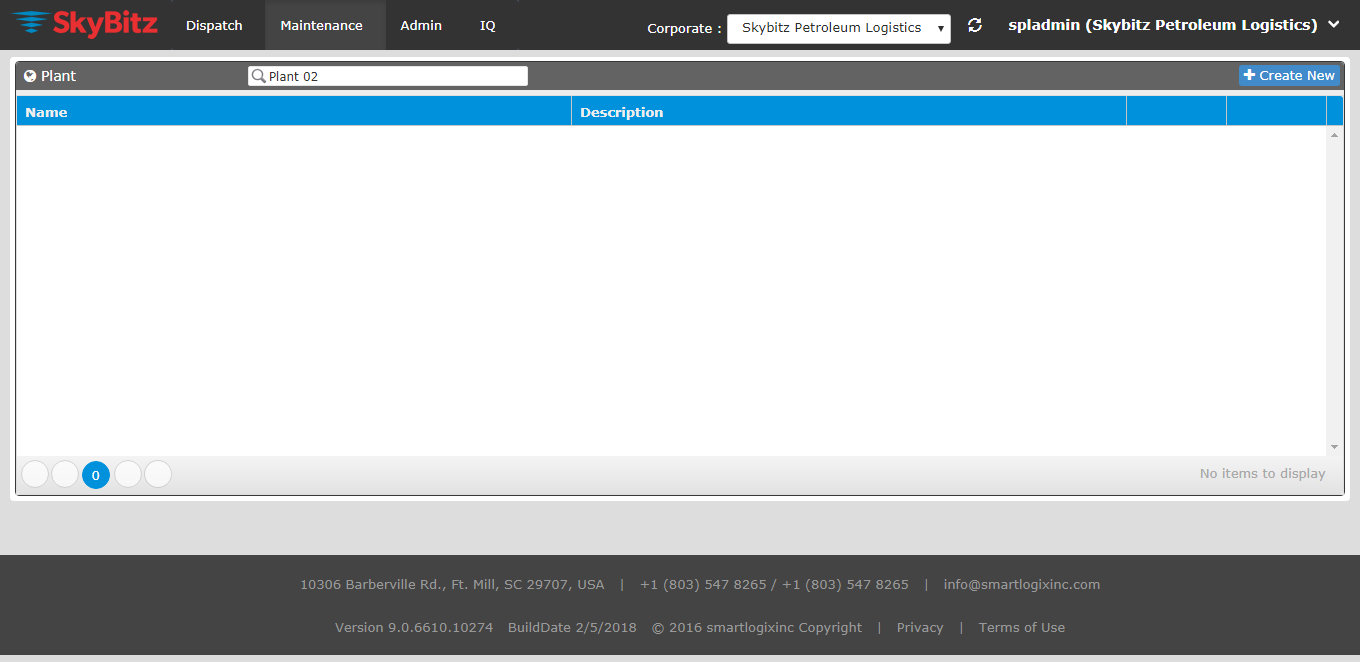 SkyBitz Dispatch Maintenance Admin IQ Corporate : Skybitz Petroleum Logistics spladmin (Skybitz Petroleum Logistics)
Plant Plant 02 Create New
Name Description
0 No items to display
10306 Barberville Rd., Ft. Mill, SC 29707, USA | +1 (803) 547 8265 / +1 (803) 547 8265 | info@smartlogixinc.com
Version 9.0.6610.10274 BuildDate 2/5/2018 © 2016 smartlogixinc Copyright | Privacy | Terms of Use